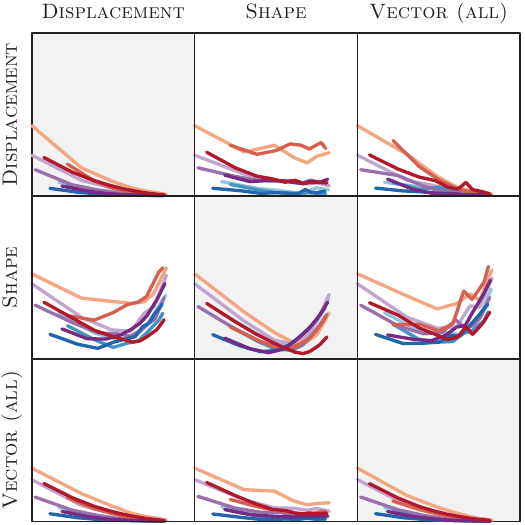 Displacement
Shape
Vector (all)
Displacement
Shape
Vector (all)